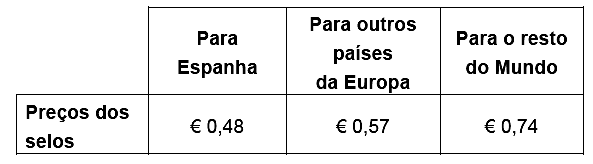 Para
Espanha
Para outros
países
da Europa
Para o resto
do Mundo
Preços dos
selos
€ 0,48
€ 0,57
€ 0,74